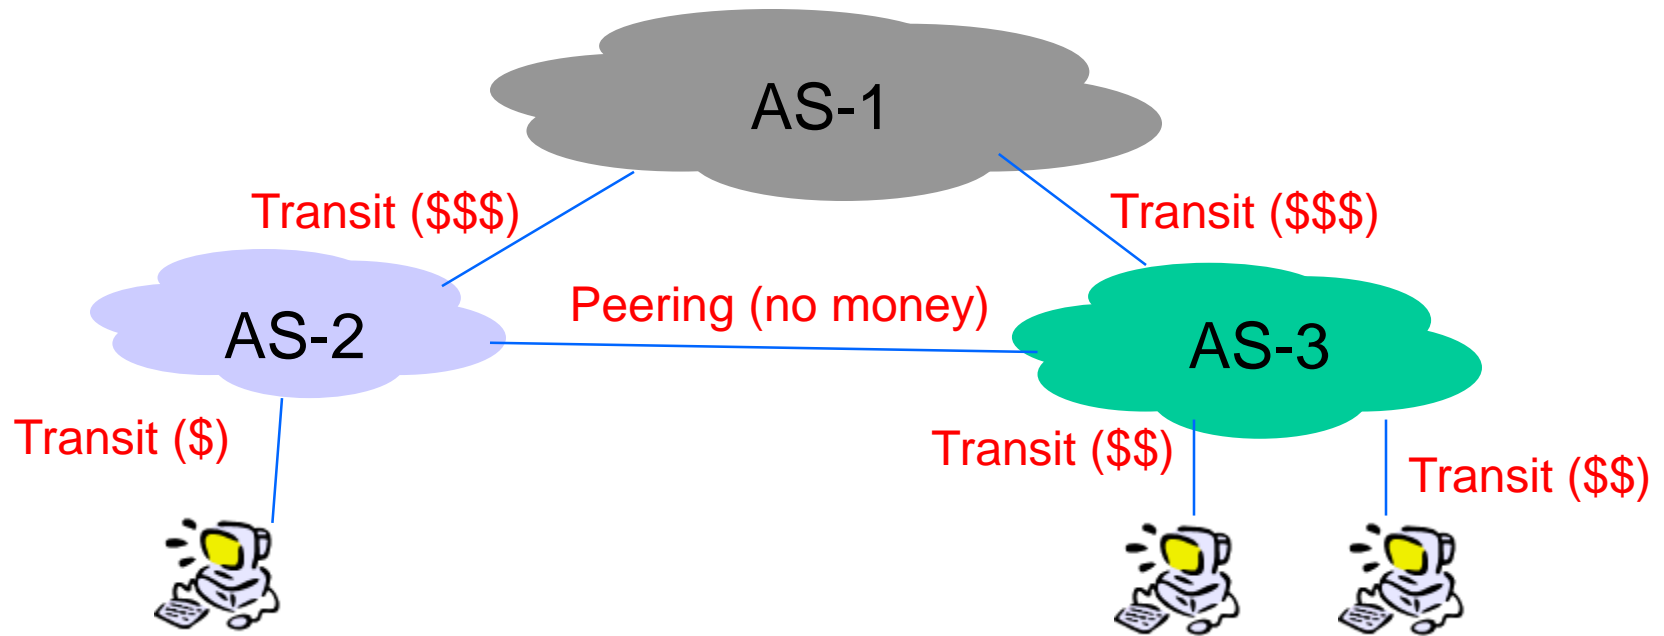 AS-1
Transit ($$$)
Transit ($$$)
Peering (no money)
AS-2
AS-3
Transit ($)
Transit ($$)
Transit ($$)